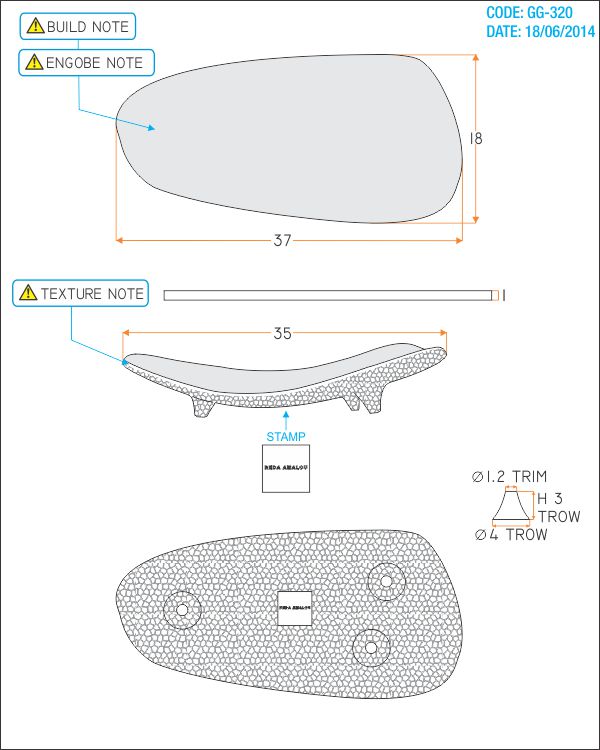 CODE: GG-320
DATE: 18/06/2014
BUILD NOTE
ENGOBE NOTE
18
37
TEXTURE NOTE
1
35
STAMP
REDA AMALOU
Ø1.2 TRIM
H 3
TROW
Ø4 TROW
REDA AMALOU